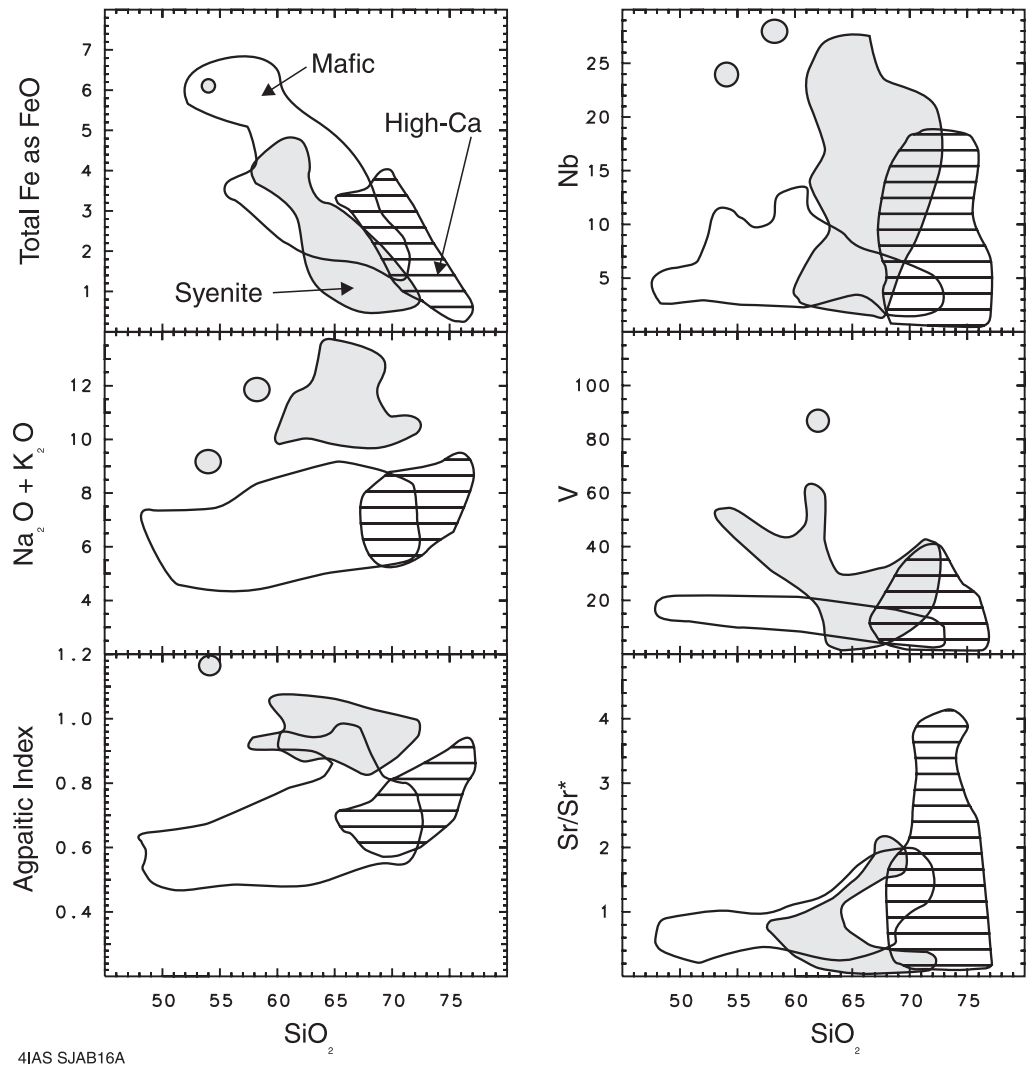 Total Fe as FeO
7
6
5
4
3
2
1
Mafic
High-Ca
Syenite
Na₂O + K₂O
12
10
8
6
4
Agpaitic Index
1.2
1.0
0.8
0.6
0.4
50 55 60 65 70 75
SiO₂
Nb
25
20
15
10
5
V
100
80
60
40
20
Sr/Sr*
4
3
2
1
50 55 60 65 70 75
SiO₂
4IAS SJAB16A